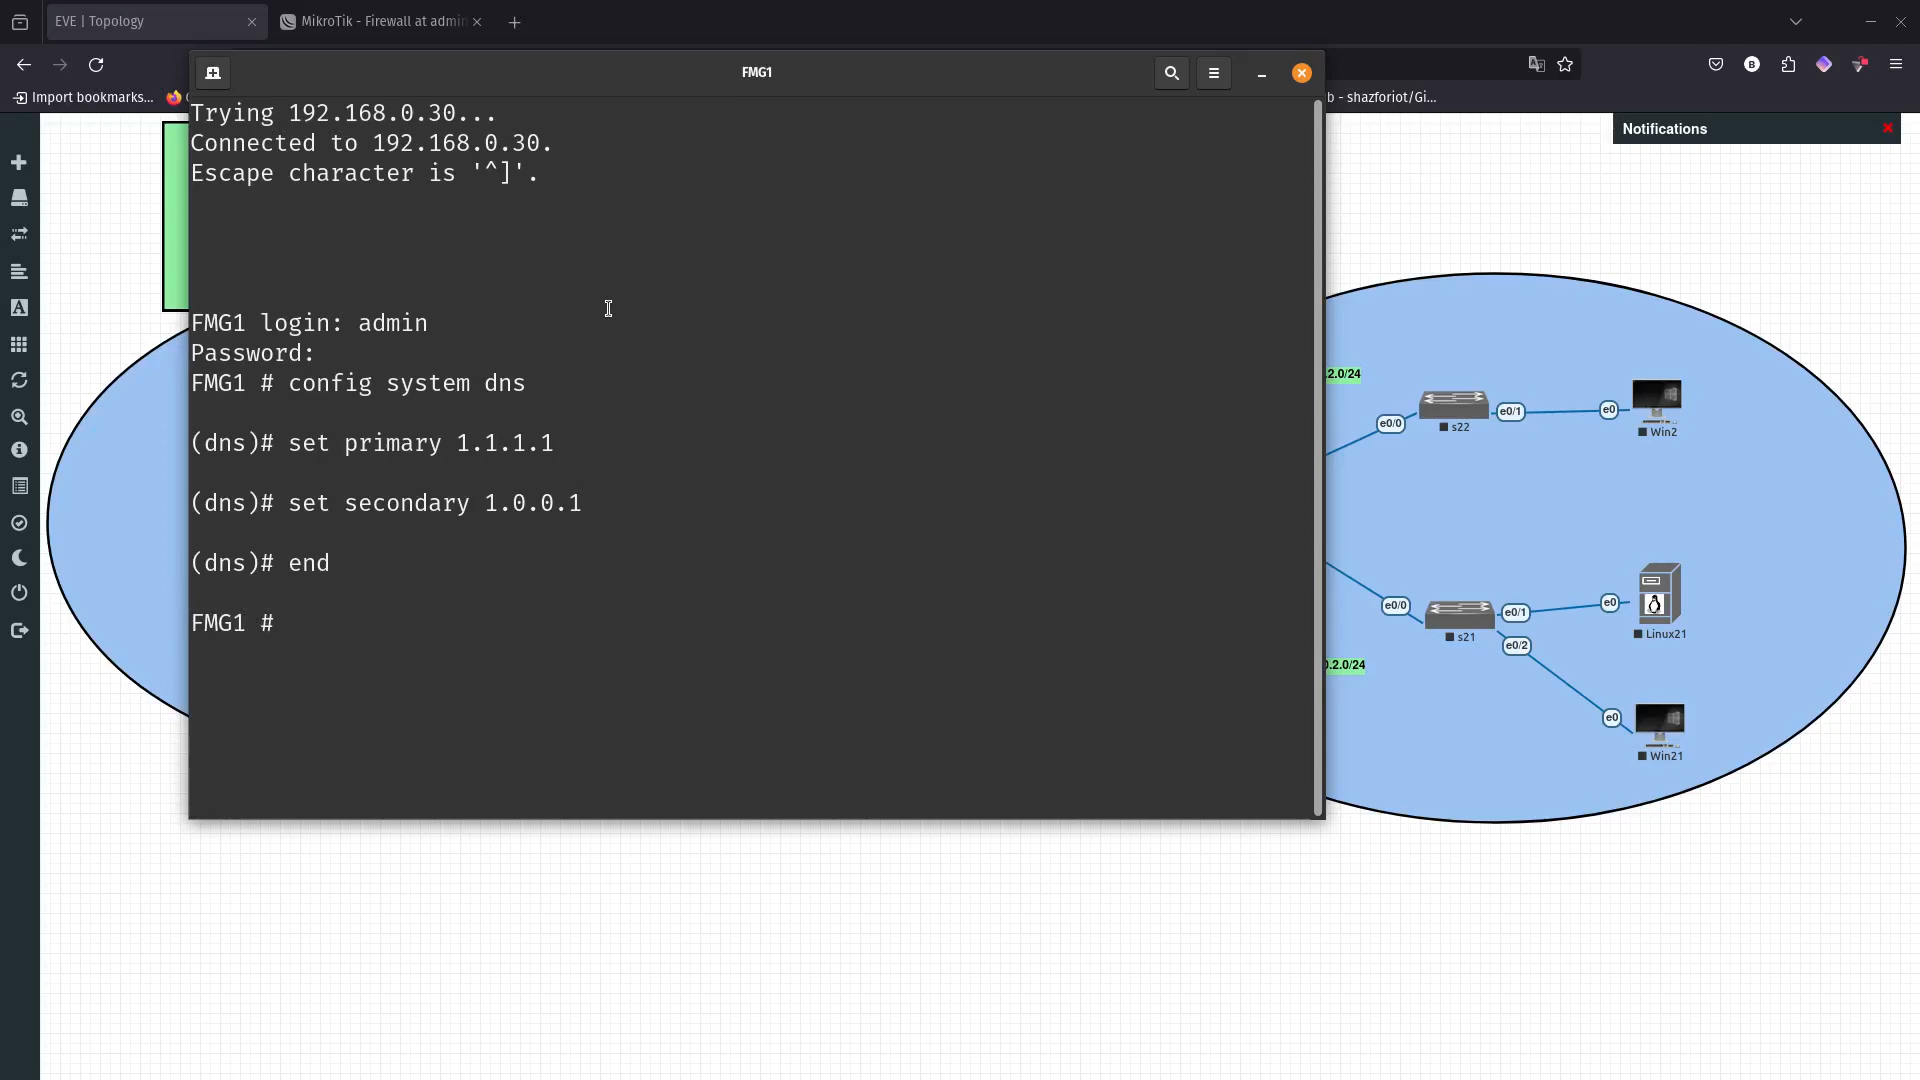 EVE | Topology
MikroTik - Firewall at admin
FMG1
Import bookmarks...
b - shazforiot/Gi...
Notifications
Trying 192.168.0.30...
Connected to 192.168.0.30.
Escape character is '^]'.
FMG1 login: admin
Password:
FMG1 # config system dns
(dns)# set primary 1.1.1.1
(dns)# set secondary 1.0.0.1
(dns)# end
FMG1 #
.2.0/24
e0/0
s22
e0/1
e0
Win2
e0/0
s21
e0/1
e0/2
e0
Linux21
0.2.0/24
e0
Win21
B
A